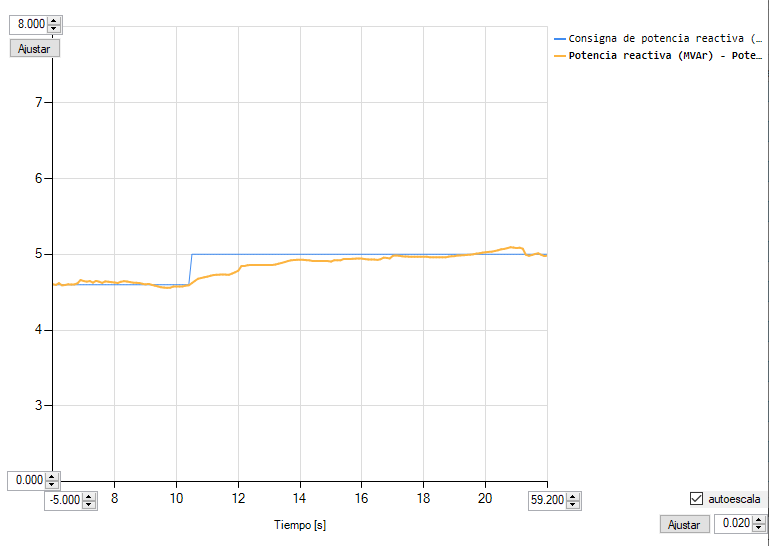 8.000
Ajustar
7
6
5
4
3
0.000
-5.000
8
10
12
14
16
18
20
59.200
Tiempo [s]
Consigna de potencia reactiva (…
Potencia reactiva (MVAr) - Pote…
autoescala
Ajustar
0.020